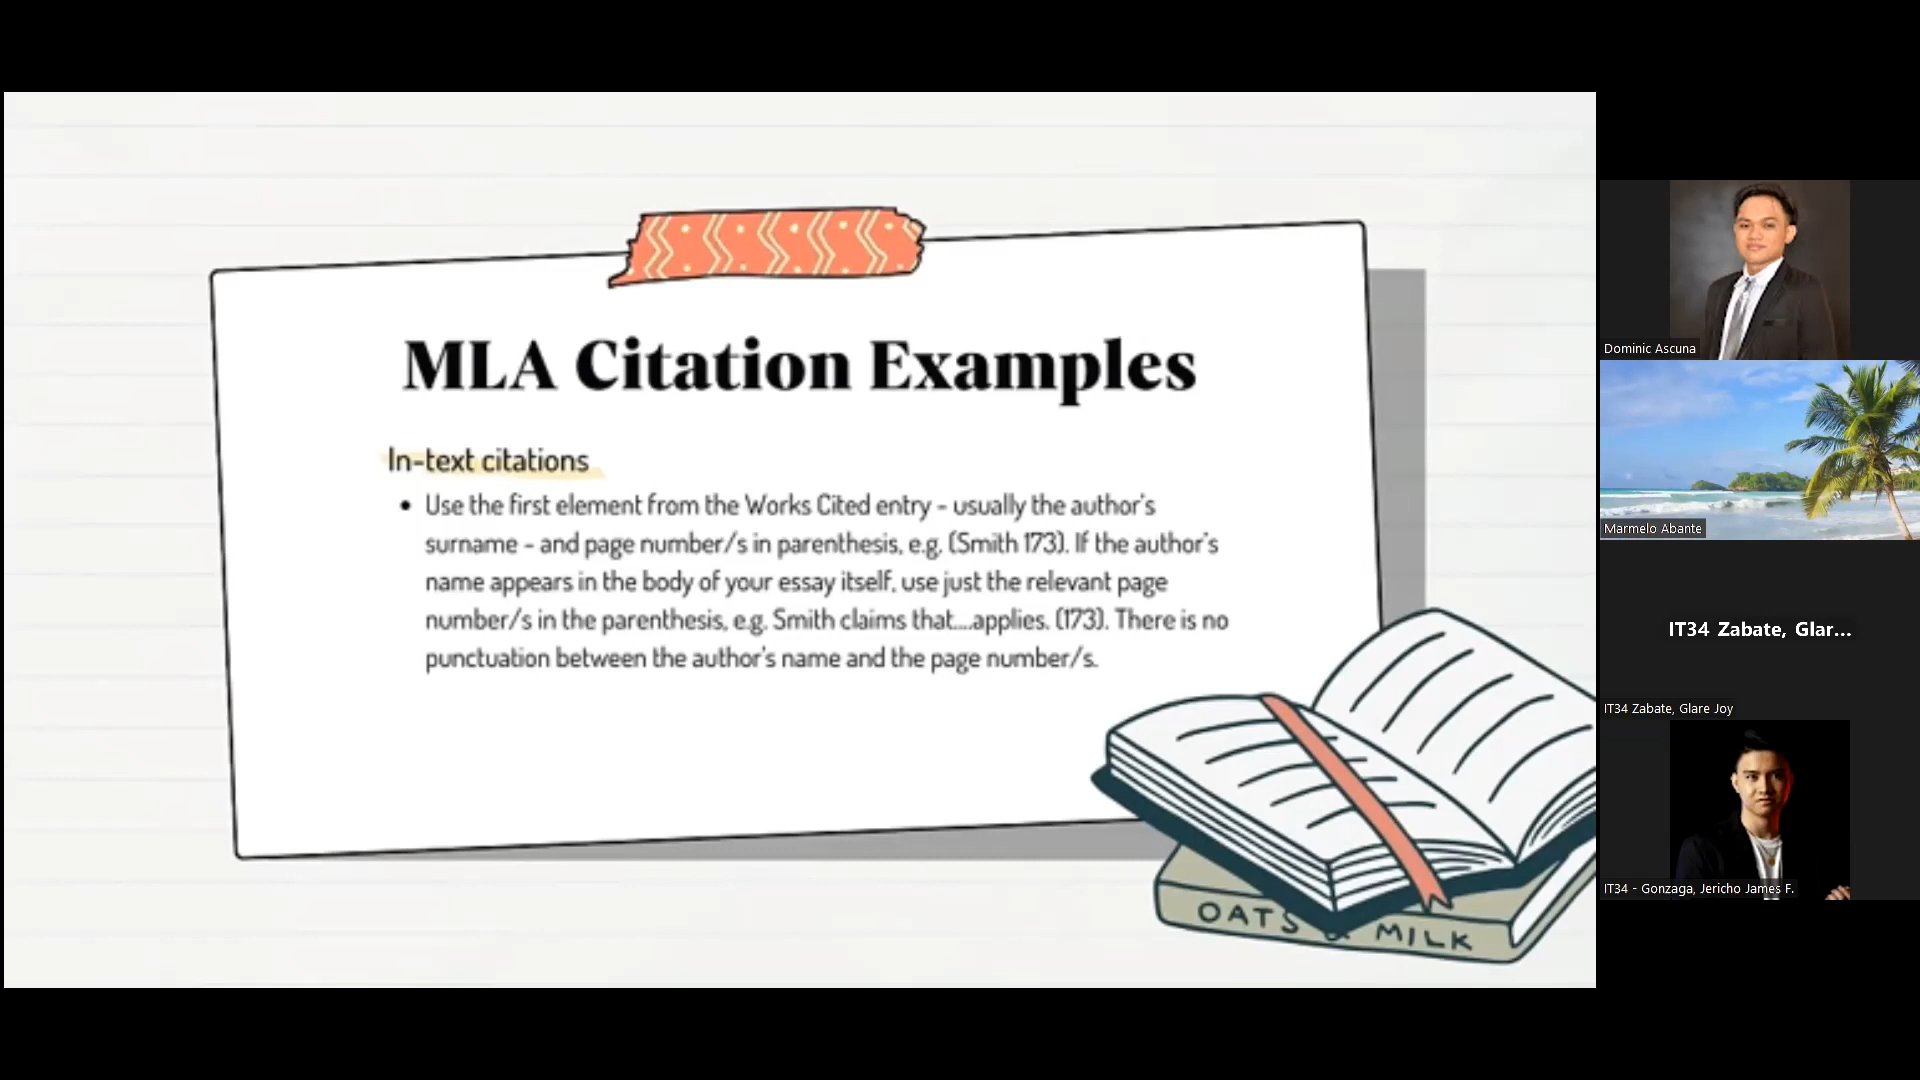 MLA Citation Examples
In-text citations
• Use the first element from the Works Cited entry - usually the author's
surname - and page number/s in parenthesis, e.g. (Smith 173). If the author's
name appears in the body of your essay itself, use just the relevant page
number/s in the parenthesis, e.g. Smith claims that....applies. (173). There is no
punctuation between the author's name and the page number/s.
OATS & MILK
Dominic Ascuna
Marmelo Abante
IT34 Zabate, Glar...
IT34 Zabate, Glare Joy
IT34 - Gonzaga, Jericho James F.